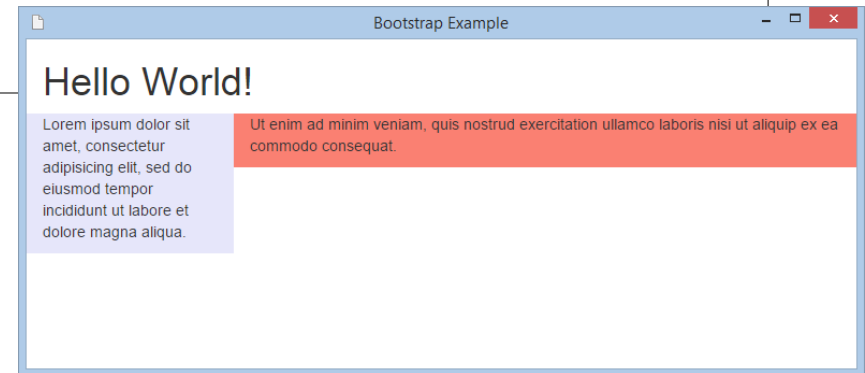 Bootstrap Example
Hello World!
Lorem ipsum dolor sit
amet, consectetur
adipisicing elit, sed do
eiusmod tempor
incididunt ut labore et
dolore magna aliqua.
Ut enim ad minim veniam, quis nostrud exercitation ullamco laboris nisi ut aliquip ex ea
commodo consequat.